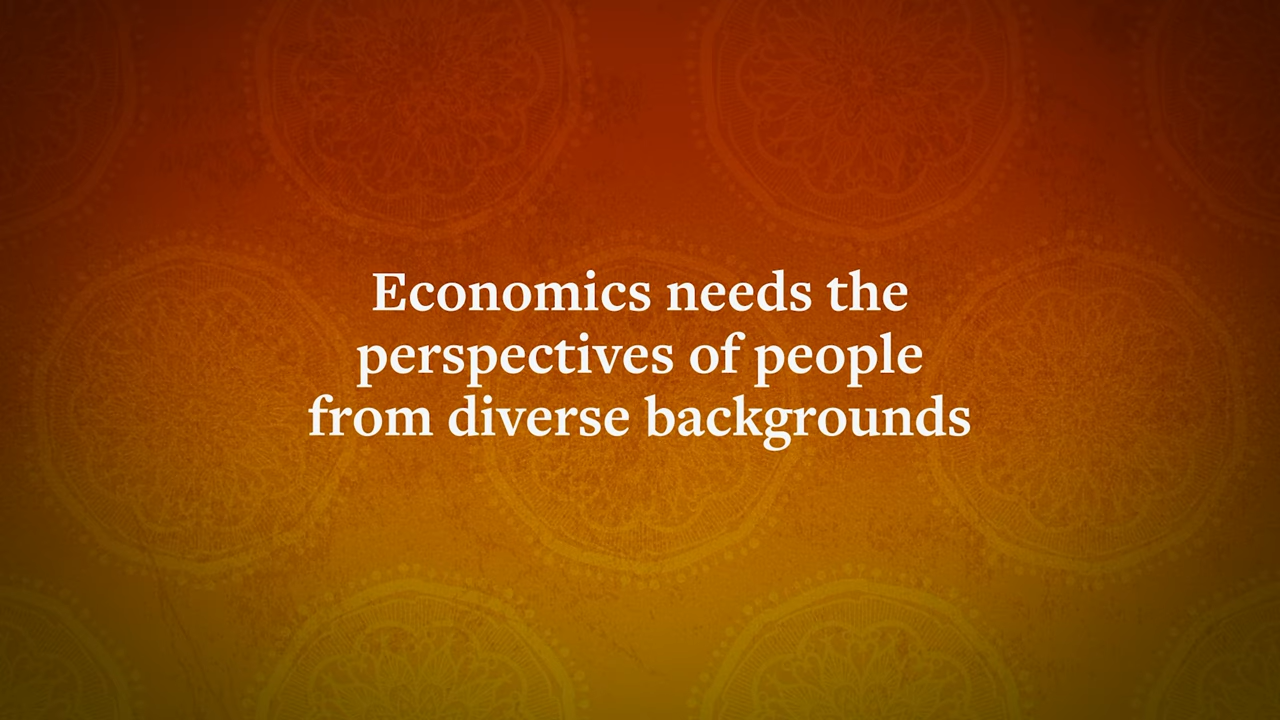 Economics needs the
perspectives of people
from diverse backgrounds